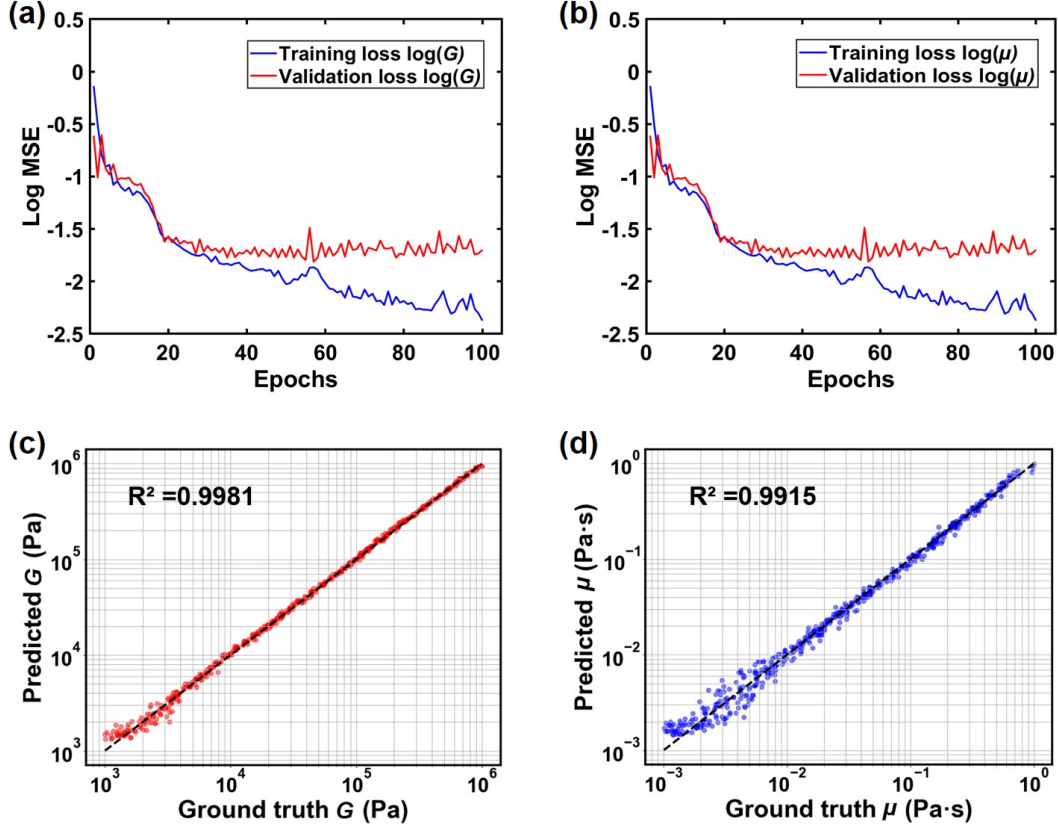 (a)
0.5
0
-0.5
-1
-1.5
-2
-2.5
Log MSE
Training loss log(G)
Validation loss log(G)
0 20 40 60 80 100
Epochs
(b)
0.5
0
-0.5
-1
-1.5
-2
-2.5
Log MSE
Training loss log(μ)
Validation loss log(μ)
0 20 40 60 80 100
Epochs
(c)
R² =0.9981
10⁶
10⁵
10⁴
10³
Predicted G (Pa)
10³ 10⁴ 10⁵ 10⁶
Ground truth G (Pa)
(d)
R² =0.9915
10⁰
10⁻¹
10⁻²
10⁻³
Predicted μ (Pa·s)
10⁻³ 10⁻² 10⁻¹ 10⁰
Ground truth μ (Pa·s)